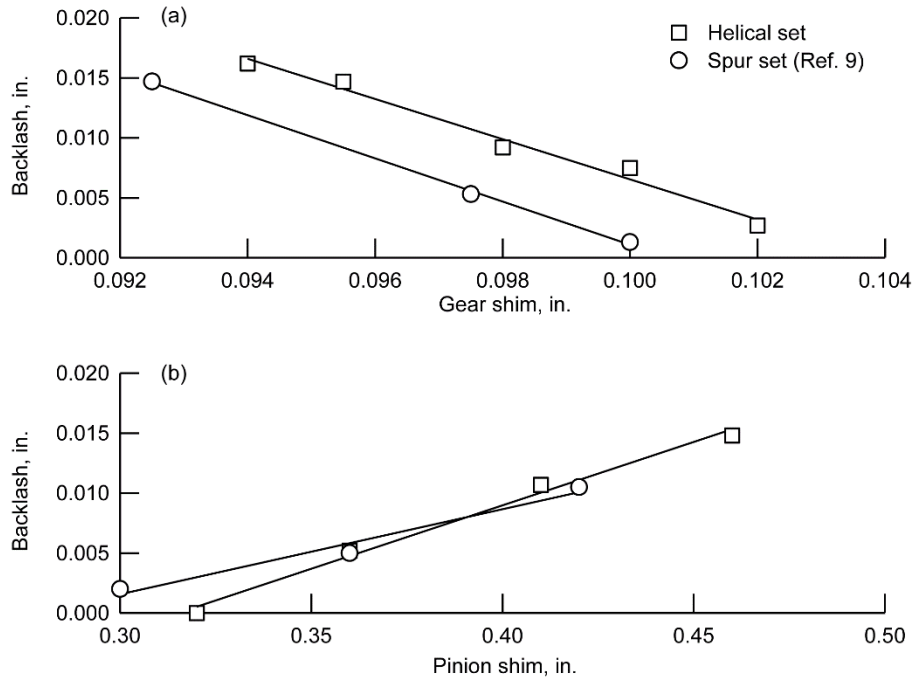 (a)
Helical set
Spur set (Ref. 9)
Backlash, in.
0.020
0.015
0.010
0.005
0.000
0.092 0.094 0.096 0.098 0.100 0.102 0.104
Gear shim, in.
(b)
Backlash, in.
0.020
0.015
0.010
0.005
0.000
0.30 0.35 0.40 0.45 0.50
Pinion shim, in.